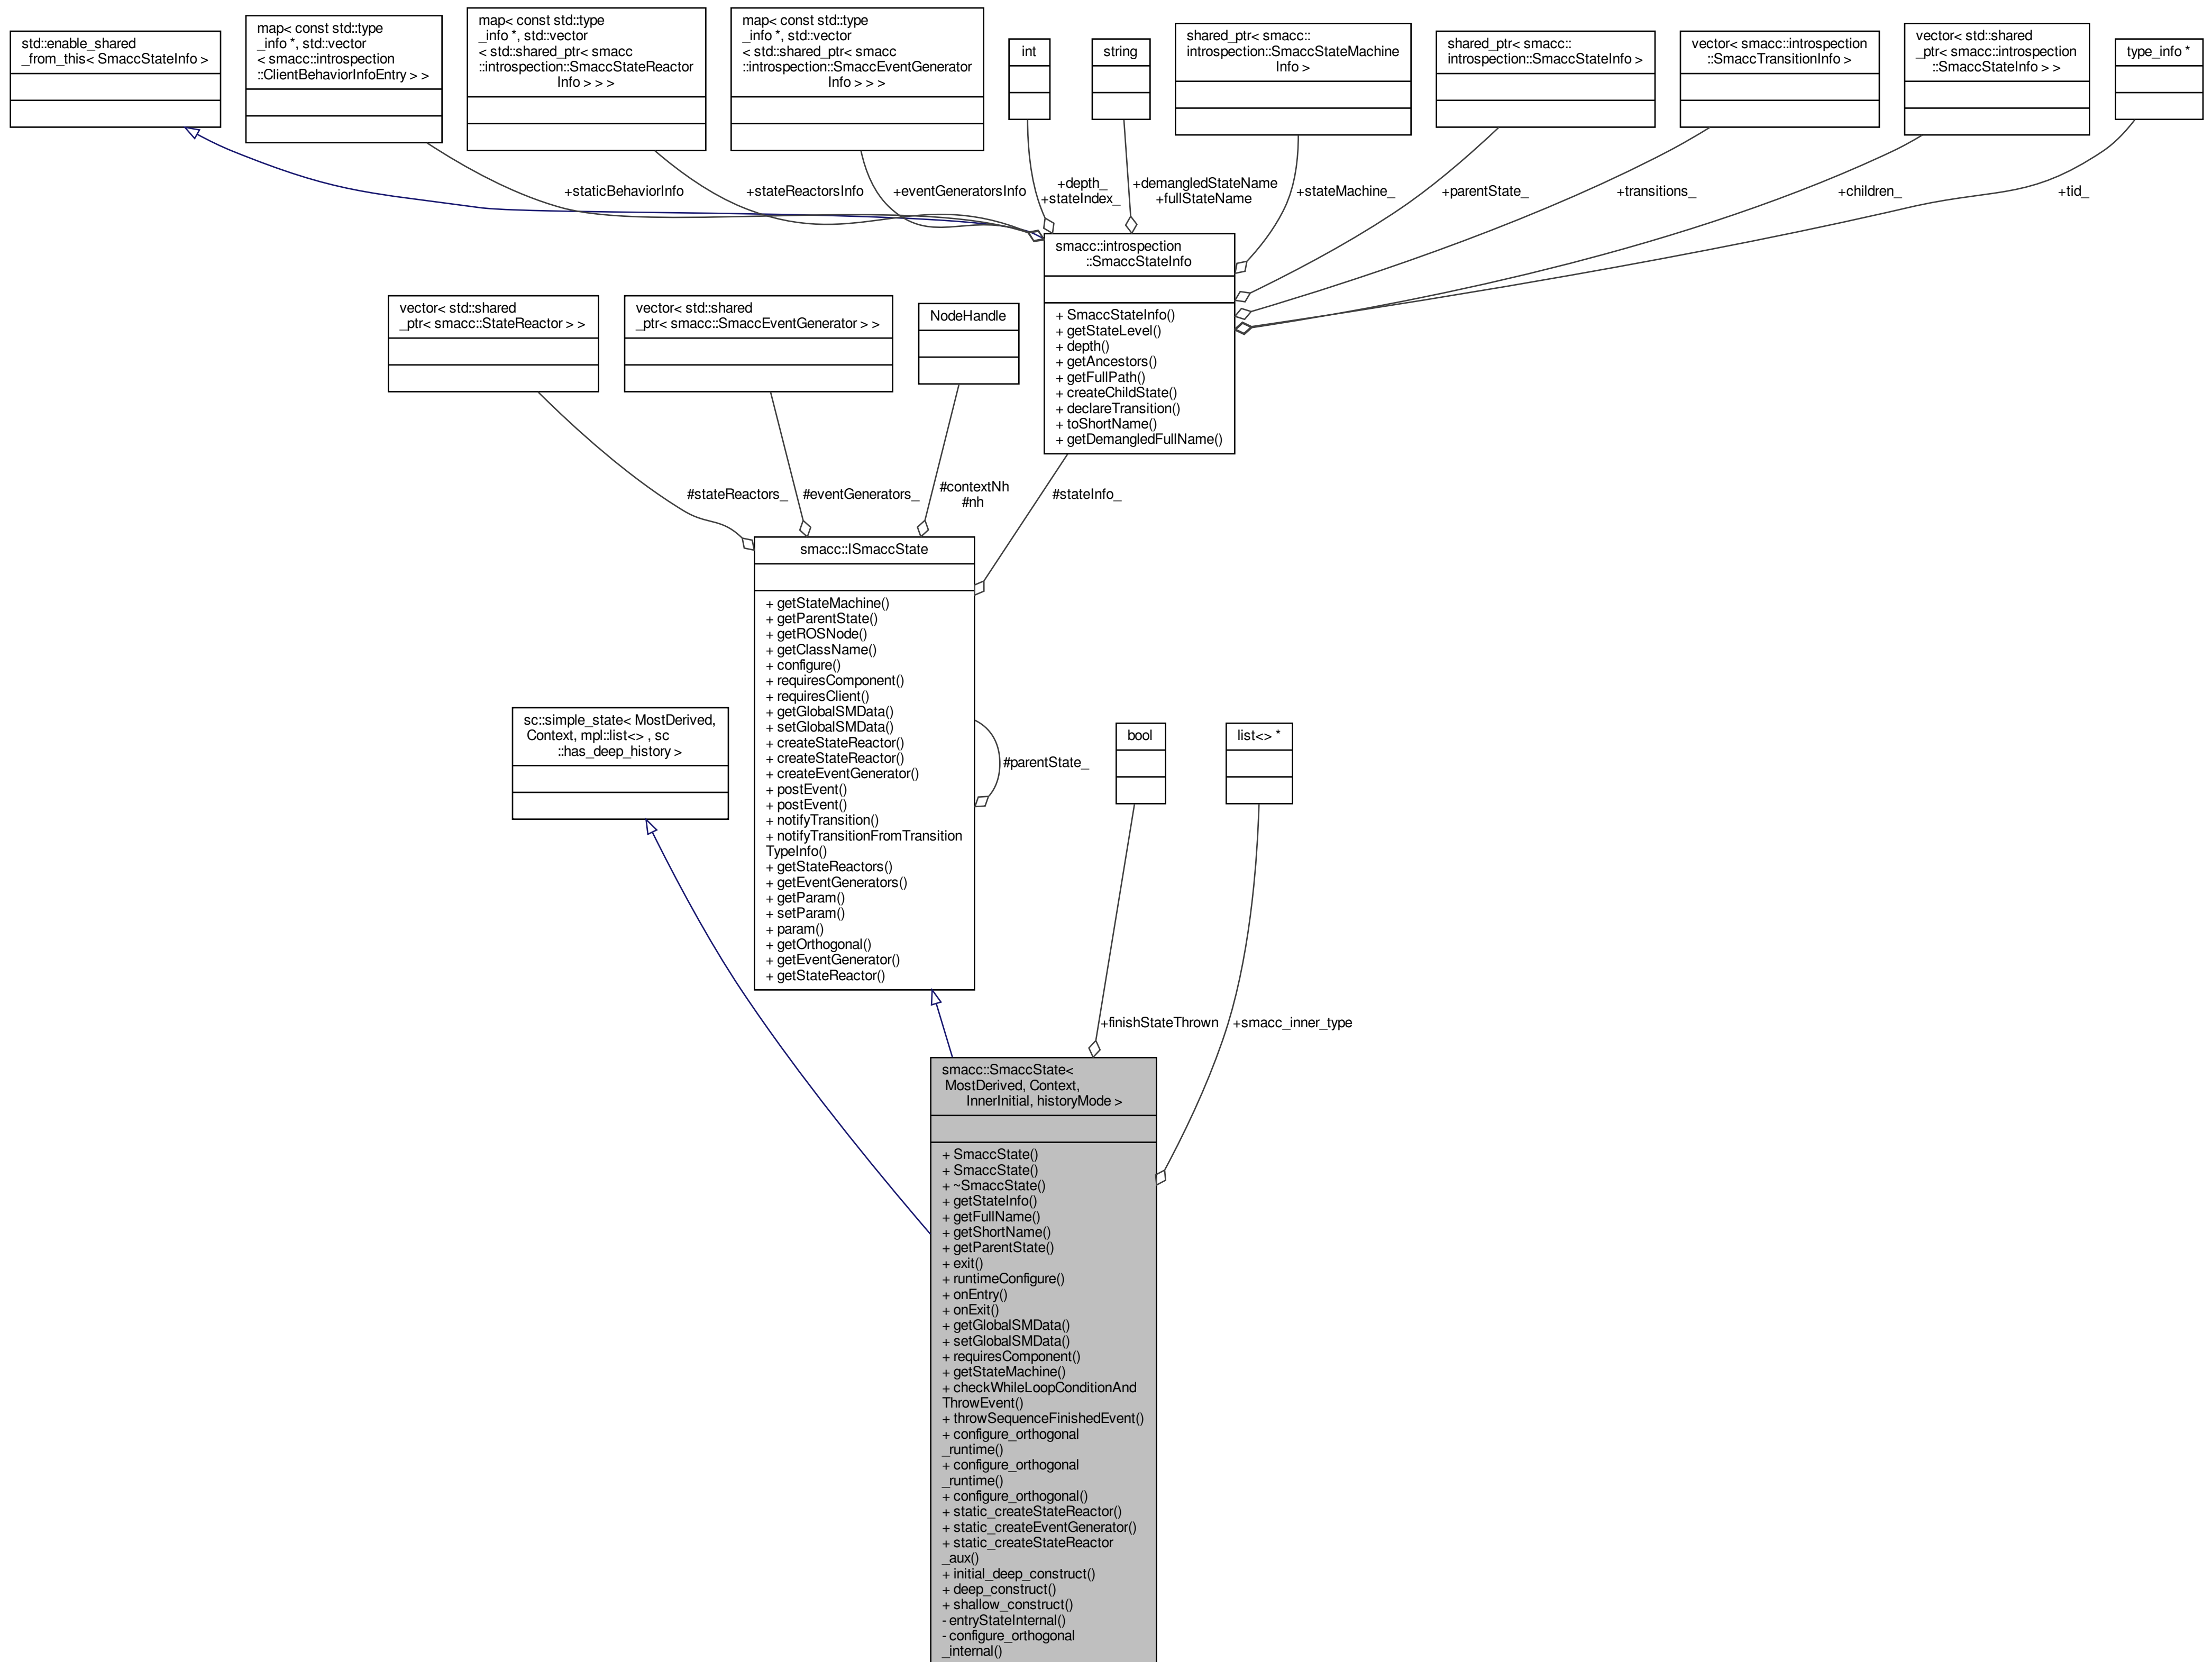 std::enable_shared
_from_this< SmaccStateInfo >
map< const std::type
_info *, std::vector
< smacc::introspection
::ClientBehaviorInfoEntry > >
map< const std::type
_info *, std::vector
< std::shared_ptr< smacc
::introspection::SmaccStateReactor
Info > > >
map< const std::type
_info *, std::vector
< std::shared_ptr< smacc
::introspection::SmaccEventGenerator
Info > > >
int
string
shared_ptr< smacc::
introspection::SmaccStateMachine
Info >
shared_ptr< smacc::
introspection::SmaccStateInfo >
vector< smacc::introspection
::SmaccTransitionInfo >
vector< std::shared
_ptr< smacc::introspection
::SmaccStateInfo > >
type_info *
+staticBehaviorInfo
+stateReactorsInfo
+eventGeneratorsInfo
+depth_
+stateIndex_
+demangledStateName
+fullStateName
+stateMachine_
+parentState_
+transitions_
+children_
+tid_
smacc::introspection
::SmaccStateInfo
+ SmaccStateInfo()
+ getStateLevel()
+ depth()
+ getAncestors()
+ getFullPath()
+ createChildState()
+ declareTransition()
+ toShortName()
+ getDemangledFullName()
vector< std::shared
_ptr< smacc::StateReactor > >
vector< std::shared
_ptr< smacc::SmaccEventGenerator > >
NodeHandle
#stateReactors_
#eventGenerators_
#contextNh
#nh
#stateInfo_
smacc::ISmaccState
+ getStateMachine()
+ getParentState()
+ getROSNode()
+ getClassName()
+ configure()
+ requiresComponent()
+ requiresClient()
+ getGlobalSMData()
+ setGlobalSMData()
+ createStateReactor()
+ createStateReactor()
+ createEventGenerator()
+ postEvent()
+ postEvent()
+ notifyTransition()
+ notifyTransitionFromTransition
TypeInfo()
+ getStateReactors()
+ getEventGenerators()
+ getParam()
+ setParam()
+ param()
+ getOrthogonal()
+ getEventGenerator()
+ getStateReactor()
#parentState_
sc::simple_state< MostDerived,
Context, mpl::list<> , sc
::has_deep_history >
bool
list<> *
+finishStateThrown
+smacc_inner_type
smacc::SmaccState<
MostDerived, Context,
InnerInitial, historyMode >
+ SmaccState()
+ SmaccState()
+ ~SmaccState()
+ getStateInfo()
+ getFullName()
+ getShortName()
+ getParentState()
+ exit()
+ runtimeConfigure()
+ onEntry()
+ onExit()
+ getGlobalSMData()
+ setGlobalSMData()
+ requiresComponent()
+ getStateMachine()
+ checkWhileLoopConditionAnd
ThrowEvent()
+ throwSequenceFinishedEvent()
+ configure_orthogonal
_runtime()
+ configure_orthogonal
_runtime()
+ configure_orthogonal()
+ static_createStateReactor()
+ static_createEventGenerator()
+ static_createStateReactor
_aux()
+ initial_deep_construct()
+ deep_construct()
+ shallow_construct()
- entryStateInternal()
- configure_orthogonal
_internal()